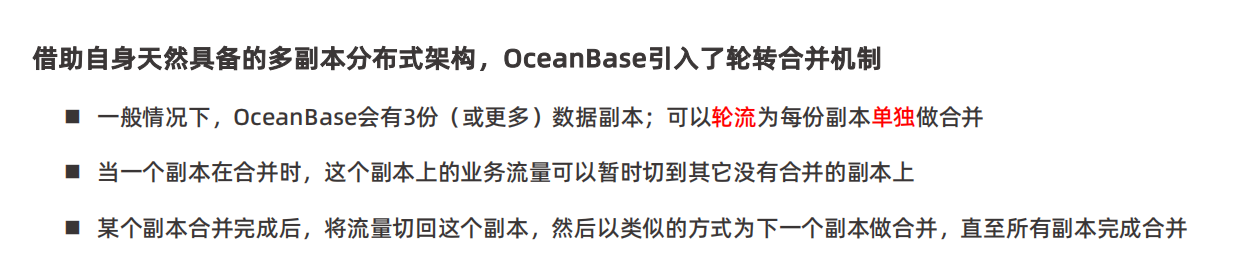 借助自身天然具备的多副本分布式架构，OceanBase引入了轮转合并机制
■ 一般情况下，OceanBase会有3份（或更多）数据副本；可以轮流为每份副本单独做合并
■ 当一个副本在合并时，这个副本上的业务流量可以暂时切到其它没有合并的副本上
■ 某个副本合并完成后，将流量切回这个副本，然后以类似的方式为下一个副本做合并，直至所有副本完成合并